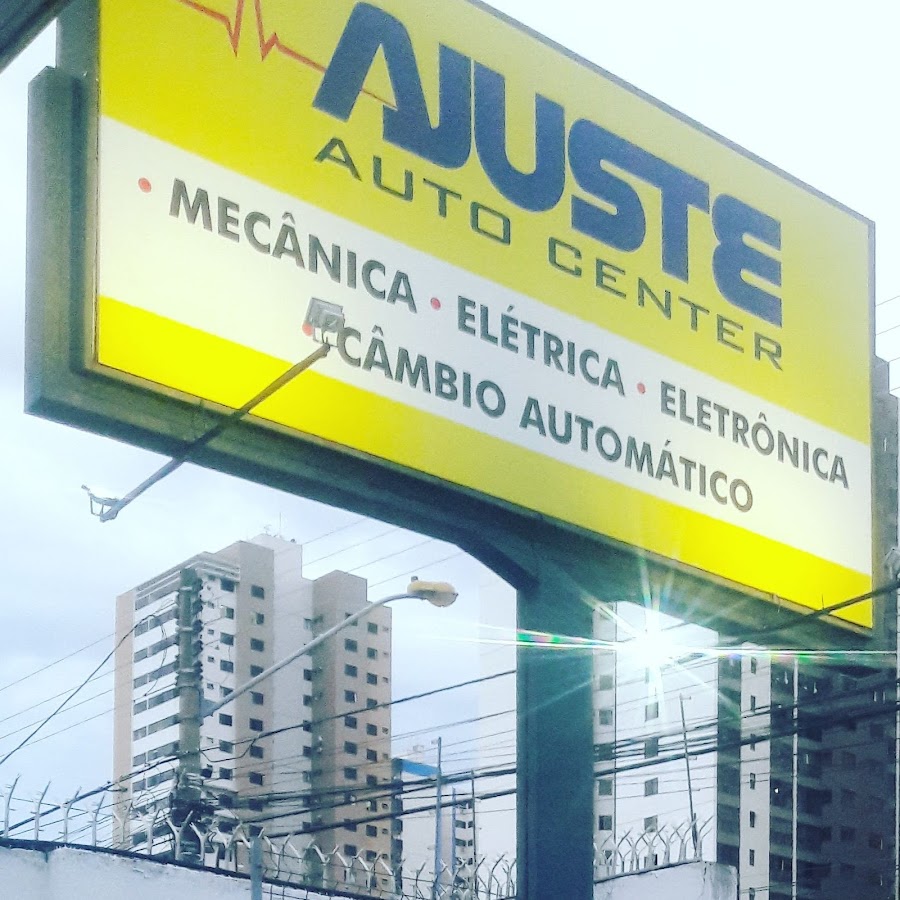 AJUSTE
AUTO CENTER
• MECÂNICA • ELÉTRICA • ELETRÔNICA
• CÂMBIO AUTOMÁTICO